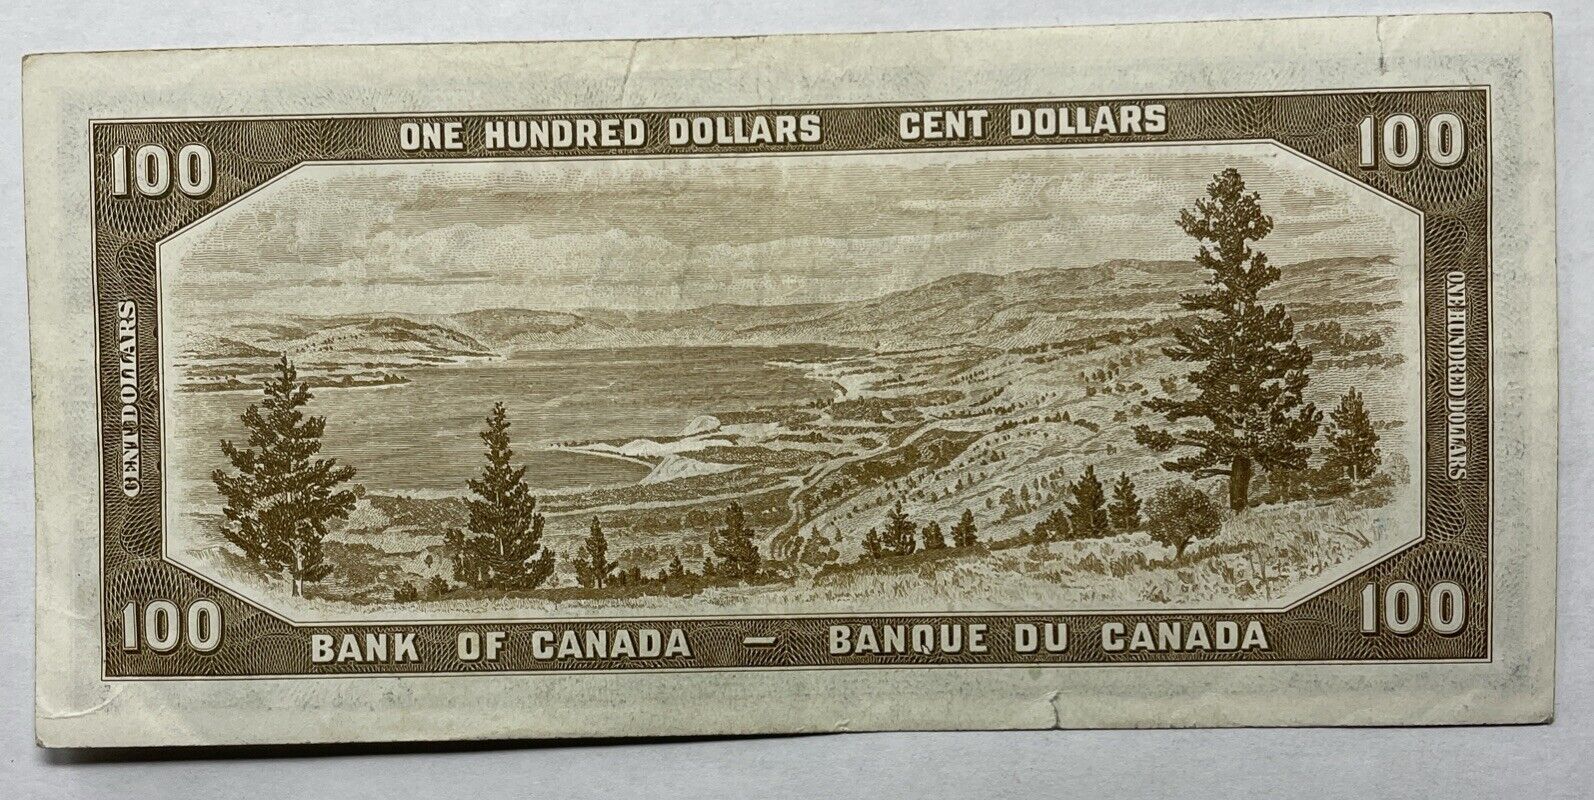 ONE HUNDRED DOLLARS CENT DOLLARS
100 100
CENT DOLLARS
ONE HUNDRED DOLLARS
100 100
BANK OF CANADA — BANQUE DU CANADA